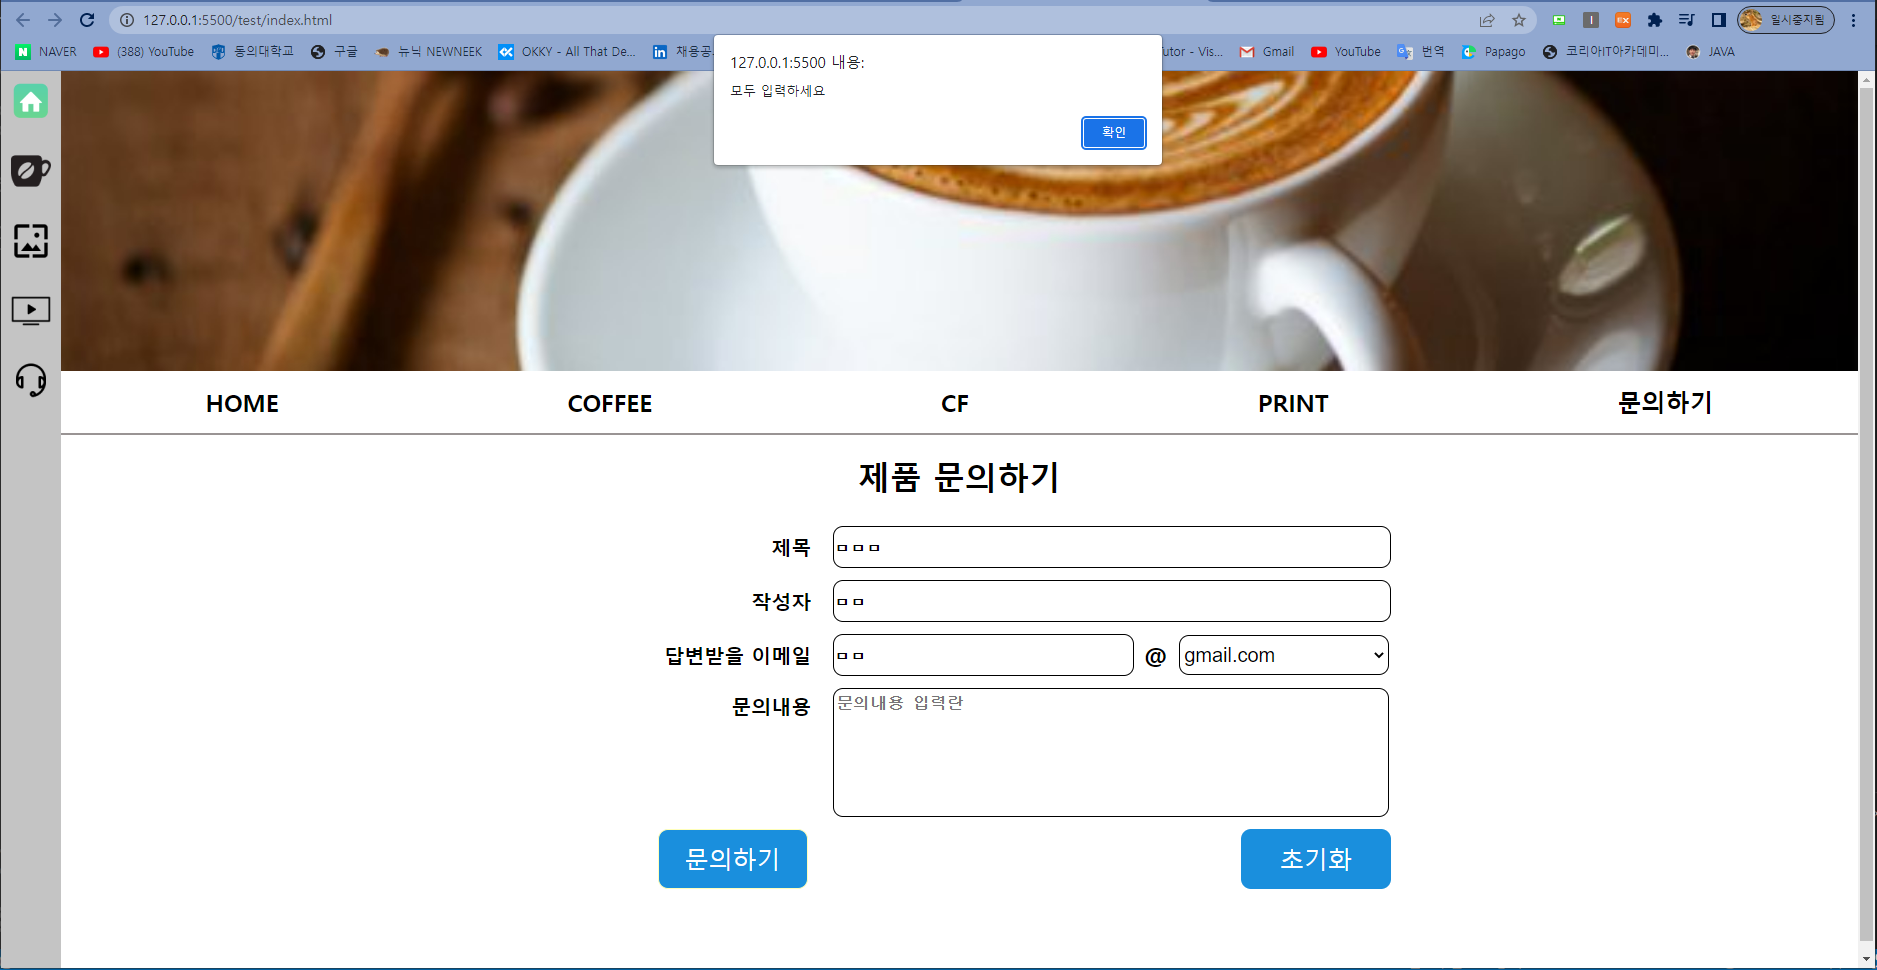 127.0.0.1:5500/test/index.html
일시중지됨
NAVER
(388) YouTube
동의대학교
구글
뉴닉 NEWNEEK
OKKY - All That De...
채용공
utor - Vis...
Gmail
YouTube
번역
Papago
코리아IT아카데미...
JAVA
127.0.0.1:5500 내용:
모두 입력하세요
확인
HOME
COFFEE
CF
PRINT
문의하기
제품 문의하기
제목
ㅁㅁㅁ
작성자
ㅁㅁ
답변받을 이메일
ㅁㅁ
@
gmail.com
문의내용
문의내용 입력란
문의하기
초기화